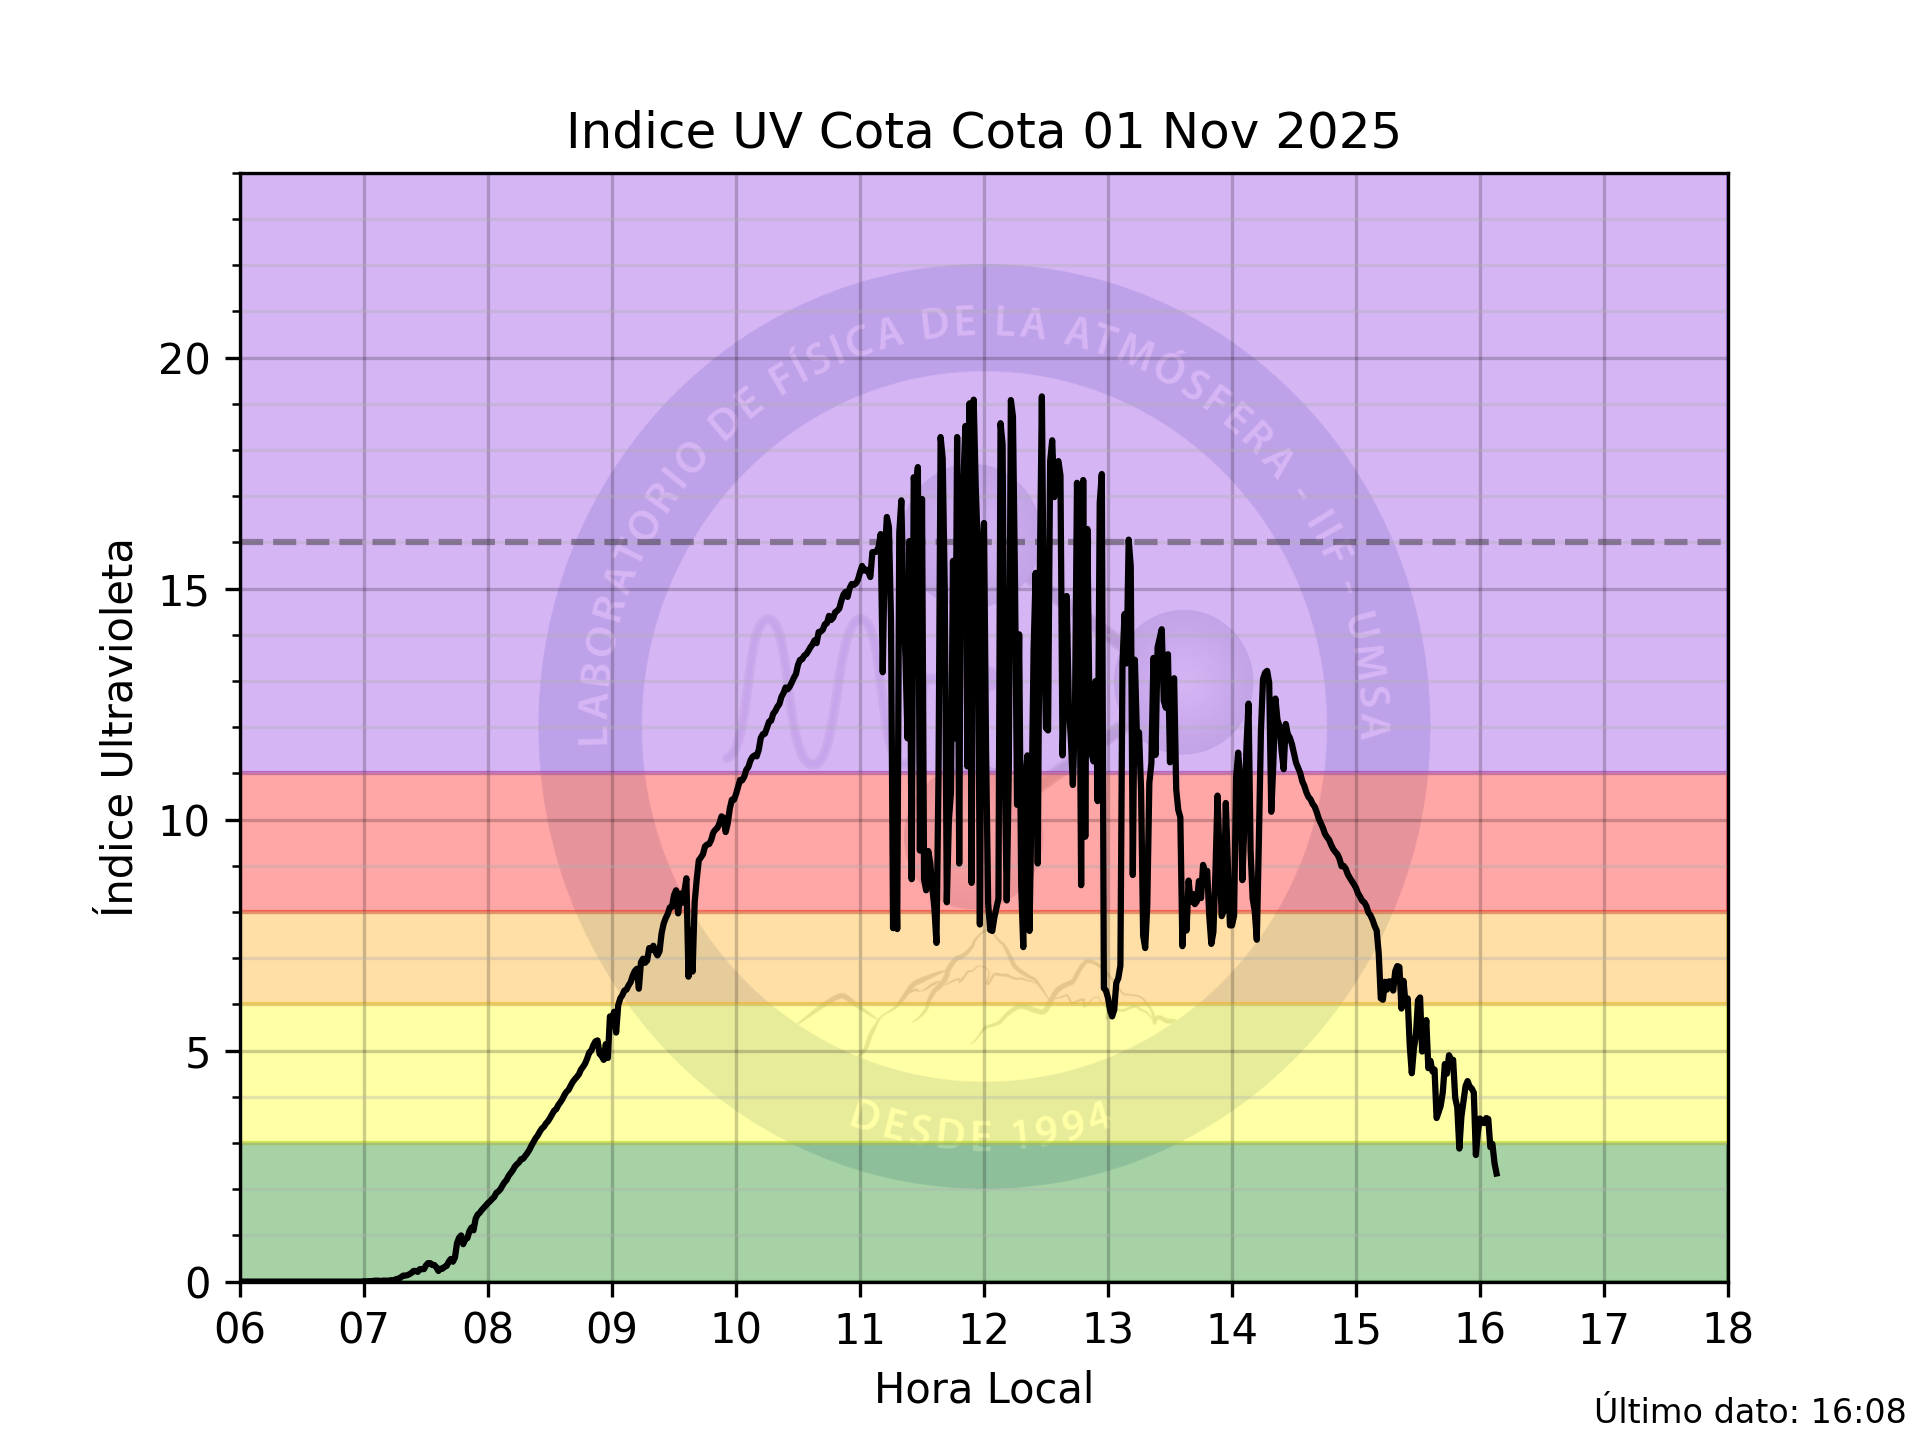 Indice UV Cota Cota 01 Nov 2025
Índice Ultravioleta
20
15
10
5
0
LABORATORIO DE FÍSICA DE LA ATMÓSFERA - IIF - UMSA
DESDE 1994
06 07 08 09 10 11 12 13 14 15 16 17 18
Hora Local
Último dato: 16:08